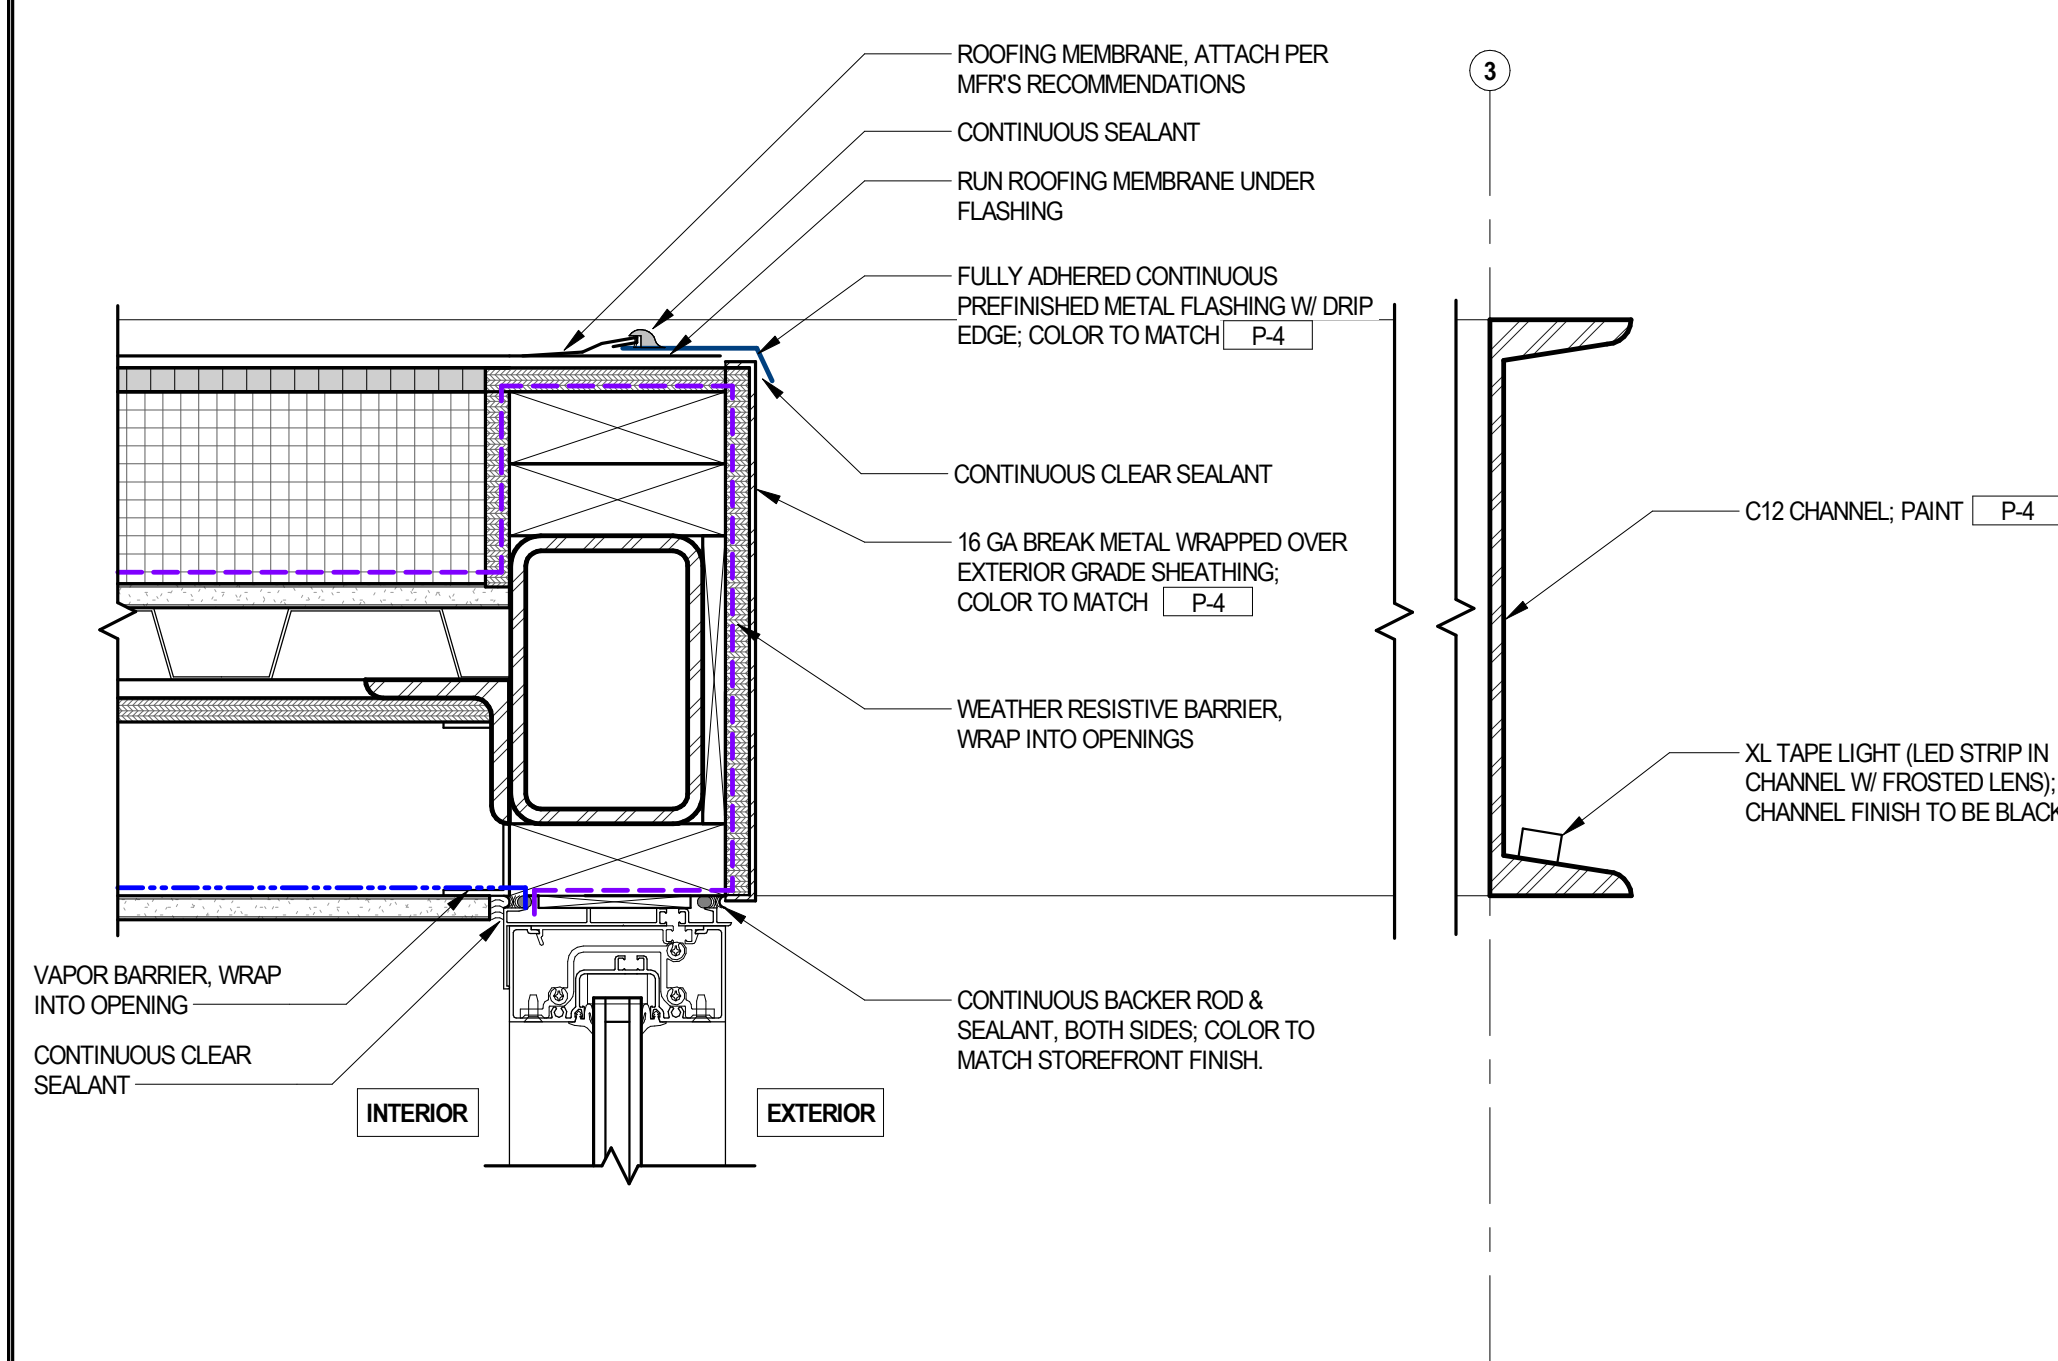 ROOFING MEMBRANE, ATTACH PER
MFR'S RECOMMENDATIONS
3
CONTINUOUS SEALANT
RUN ROOFING MEMBRANE UNDER
FLASHING
FULLY ADHERED CONTINUOUS
PREFINISHED METAL FLASHING W/ DRIP
EDGE; COLOR TO MATCH P-4
CONTINUOUS CLEAR SEALANT
C12 CHANNEL; PAINT P-4
16 GA BREAK METAL WRAPPED OVER
EXTERIOR GRADE SHEATHING;
COLOR TO MATCH P-4
WEATHER RESISTIVE BARRIER,
WRAP INTO OPENINGS
XL TAPE LIGHT (LED STRIP IN
CHANNEL W/ FROSTED LENS);
CHANNEL FINISH TO BE BLACK
VAPOR BARRIER, WRAP
INTO OPENING
CONTINUOUS CLEAR
SEALANT
CONTINUOUS BACKER ROD &
SEALANT, BOTH SIDES; COLOR TO
MATCH STOREFRONT FINISH.
INTERIOR
EXTERIOR